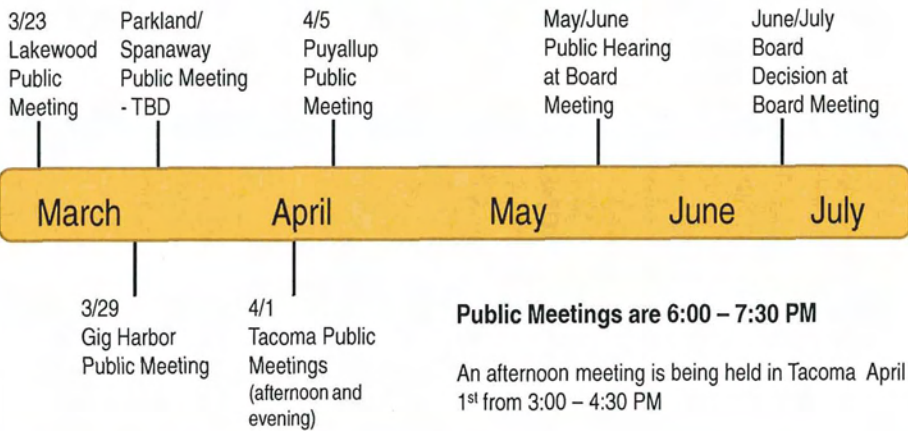 3/23
Lakewood
Public
Meeting
Parkland/
Spanaway
Public Meeting
- TBD
4/5
Puyallup
Public
Meeting
May/June
Public Hearing
at Board
Meeting
June/July
Board
Decision at
Board Meeting
March
April
May
June
July
3/29
Gig Harbor
Public Meeting
4/1
Tacoma Public
Meetings
(afternoon and
evening)
Public Meetings are 6:00 – 7:30 PM
An afternoon meeting is being held in Tacoma April
1st from 3:00 – 4:30 PM